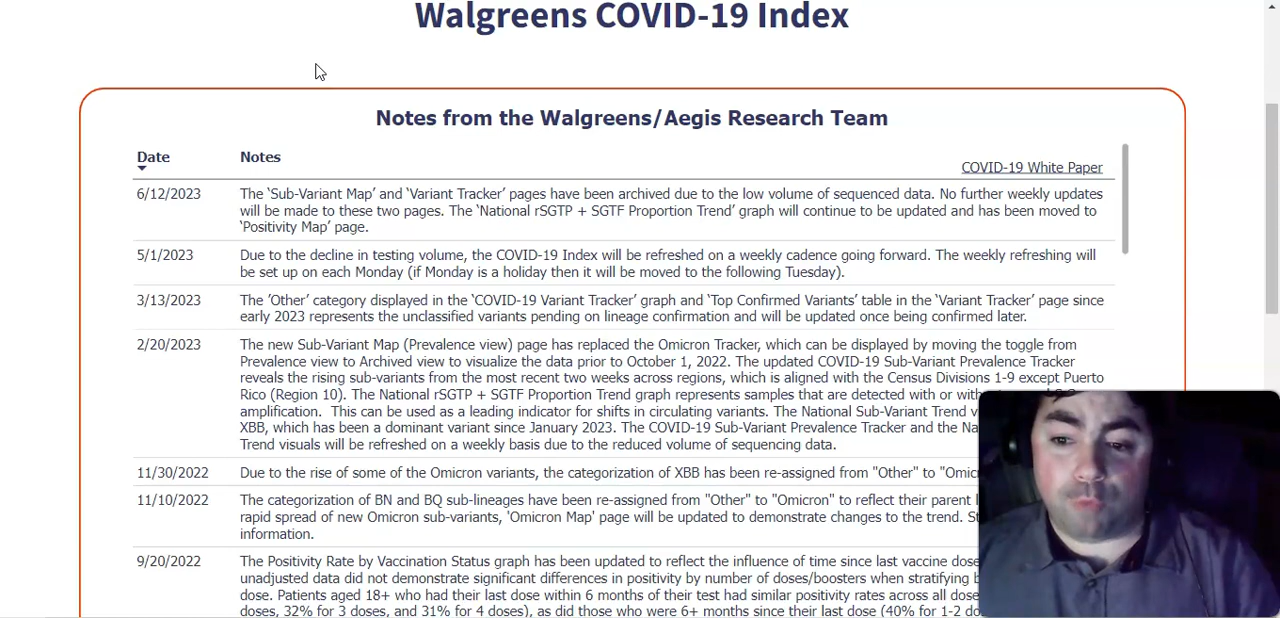 Walgreens COVID-19 Index
Notes from the Walgreens/Aegis Research Team
Date
Notes
COVID-19 White Paper
6/12/2023
The ‘Sub-Variant Map’ and ‘Variant Tracker’ pages have been archived due to the low volume of sequenced data. No further weekly updates
will be made to these two pages. The ‘National rSGTP + SGTF Proportion Trend’ graph will continue to be updated and has been moved to
‘Positivity Map’ page.
5/1/2023
Due to the decline in testing volume, the COVID-19 Index will be refreshed on a weekly cadence going forward. The weekly refreshing will
be set up on each Monday (if Monday is a holiday then it will be moved to the following Tuesday).
3/13/2023
The 'Other' category displayed in the ‘COVID-19 Variant Tracker’ graph and ‘Top Confirmed Variants’ table in the ‘Variant Tracker’ page since
early 2023 represents the unclassified variants pending on lineage confirmation and will be updated once being confirmed later.
2/20/2023
The new Sub-Variant Map (Prevalence view) page has replaced the Omicron Tracker, which can be displayed by moving the toggle from
Prevalence view to Archived view to visualize the data prior to October 1, 2022. The updated COVID-19 Sub-Variant Prevalence Tracker
reveals the rising sub-variants from the most recent two weeks across regions, which is aligned with the Census Divisions 1-9 except Puerto
Rico (Region 10). The National rSGTP + SGTF Proportion Trend graph represents samples that are detected with or
amplification. This can be used as a leading indicator for shifts in circulating variants. The National Sub-Variant Trend
XBB, which has been a dominant variant since January 2023. The COVID-19 Sub-Variant Prevalence Tracker and the
Trend visuals will be refreshed on a weekly basis due to the reduced volume of sequencing data.
11/30/2022
Due to the rise of some of the Omicron variants, the categorization of XBB has been re-assigned from "Other" to
11/10/2022
The categorization of BN and BQ sub-lineages have been re-assigned from "Other" to "Omicron" to reflect their parent
rapid spread of new Omicron sub-variants, 'Omicron Map' page will be updated to demonstrate changes to the trend.
information.
9/20/2022
The Positivity Rate by Vaccination Status graph has been updated to reflect the influence of time since last vaccine
unadjusted data did not demonstrate significant differences in positivity by number of doses/boosters when stratifying
dose. Patients aged 18+ who had their last dose within 6 months of their test had similar positivity rates across all
doses, 32% for 3 doses, and 31% for 4 doses), as did those who were 6+ months since their last dose (40% for 1-2